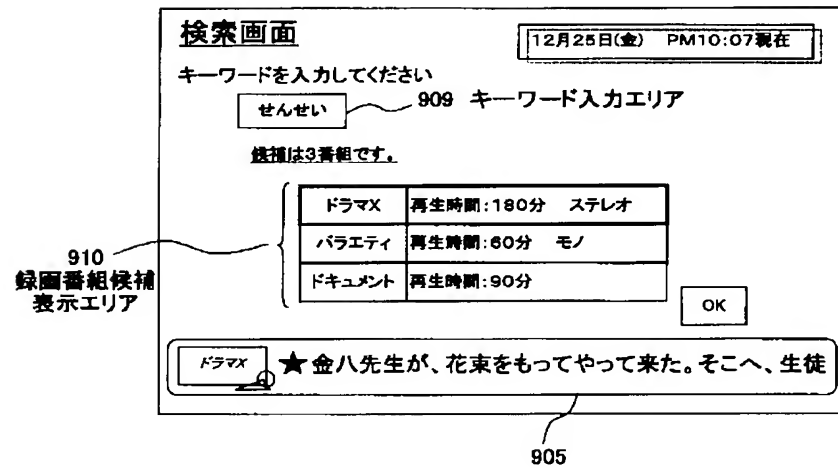 検索画面
12月25日(金) PM10:07現在
キーワードを入力してください
せんせい
909 キーワード入力エリア
候補は3番組です。
ドラマX 再生時間:180分 ステレオ
バラエティ 再生時間:60分 モノ
ドキュメント 再生時間:90分
910
録画番組候補
表示エリア
OK
ドラマX ★金八先生が、花束をもってやって来た。そこへ、生徒
905